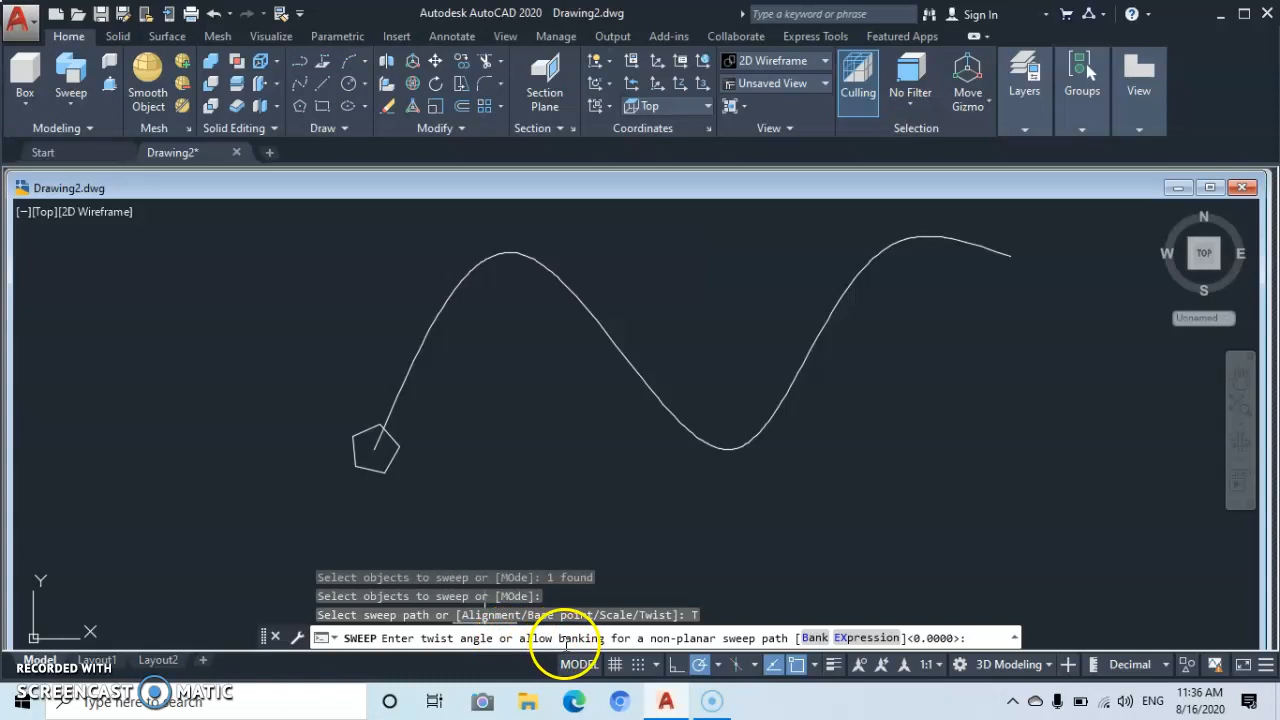 Autodesk AutoCAD 2020 Drawing2.dwg
Type a keyword or phrase
Sign In
Home Solid Surface Mesh Visualize Parametric Insert Annotate View Manage Output Add-ins Collaborate Express Tools Featured Apps
Box
Sweep
Smooth Object
Section Plane
2D Wireframe
Unsaved View
Top
Culling
No Filter
Move Gizmo
Layers
Groups
View
Modeling
Mesh
Solid Editing
Draw
Modify
Section
Coordinates
View
Selection
Start
Drawing2*
Drawing2.dwg
[−][Top][2D Wireframe]
N
W TOP E
S
Unnamed
Y
X
Select objects to sweep or [MOde]: 1 found
Select objects to sweep or [MOde]:
Select sweep path or [Alignment/Base point/Scale/Twist]: T
SWEEP Enter twist angle or allow banking for a non-planar sweep path [Bank EXpression]<0.0000>:
Model Layout1 Layout2
MODEL
1:1
3D Modeling
Decimal
RECORDED WITH
SCREENCAST MATIC
Type here to search
ENG
11:36 AM
8/16/2020